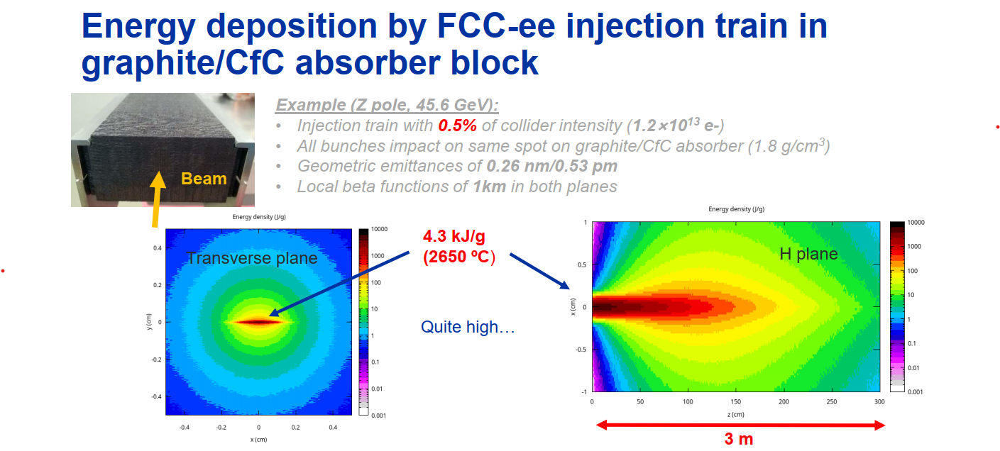 Energy deposition by FCC-ee injection train in
graphite/CfC absorber block
Example (Z pole, 45.6 GeV):
• Injection train with 0.5% of collider intensity (1.2×10¹³ e-)
• All bunches impact on same spot on graphite/CfC absorber (1.8 g/cm³)
• Geometric emittances of 0.26 nm/0.53 pm
• Local beta functions of 1km in both planes
Beam
Energy density (J/g)
Transverse plane
0.4
0.2
0
-0.2
-0.4
y (cm)
-0.4 -0.2 0 0.2 0.4
x (cm)
10000
1000
100
10
1
0.1
0.01
0.001
4.3 kJ/g
(2650 ºC)
Quite high…
Energy density (J/g)
H plane
1
0.5
0
-0.5
-1
x (cm)
0 50 100 150 200 250 300
z (cm)
10000
1000
100
10
1
0.1
0.01
0.001
3 m